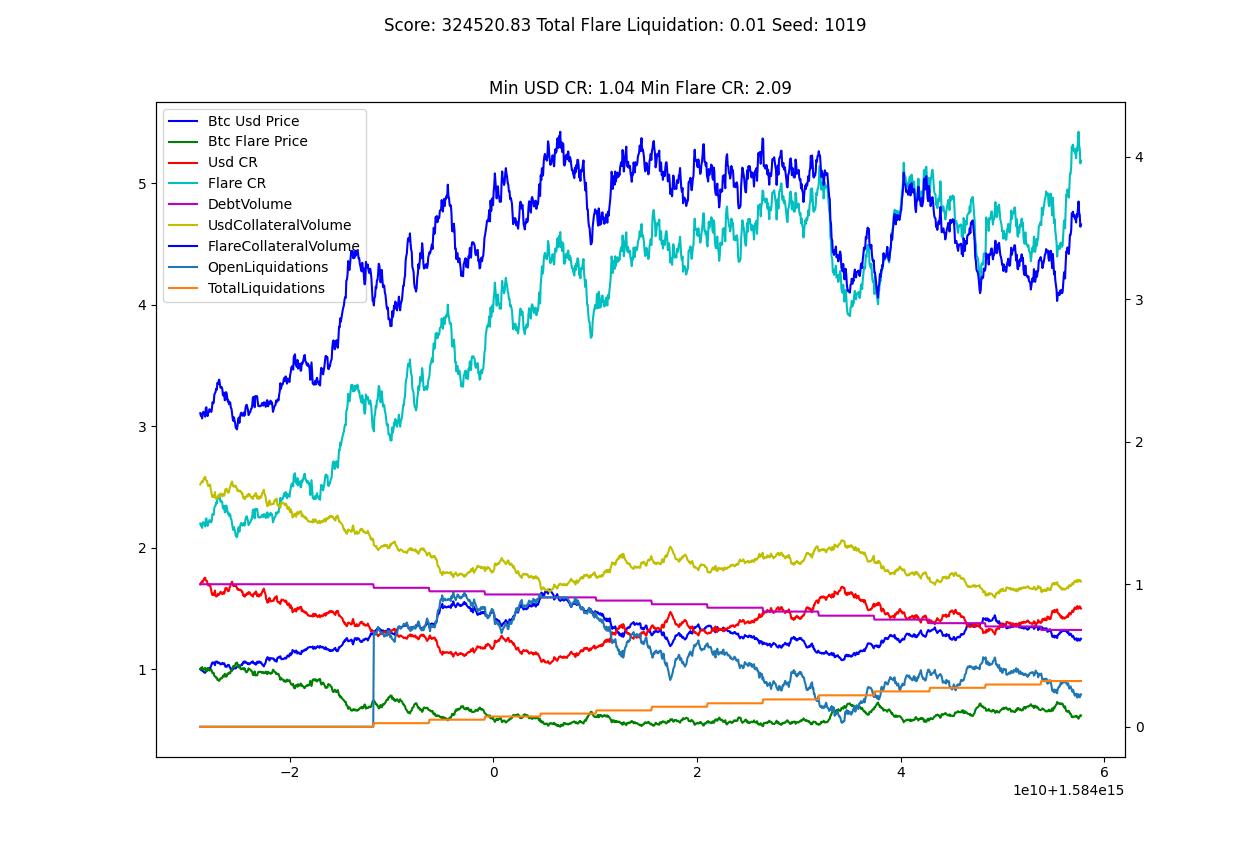 Score: 324520.83 Total Flare Liquidation: 0.01 Seed: 1019
Min USD CR: 1.04 Min Flare CR: 2.09
Btc Usd Price
Btc Flare Price
Usd CR
Flare CR
DebtVolume
UsdCollateralVolume
FlareCollateralVolume
OpenLiquidations
TotalLiquidations
5
4
3
2
1
4
3
2
1
0
−2
0
2
4
6
1e10+1.584e15